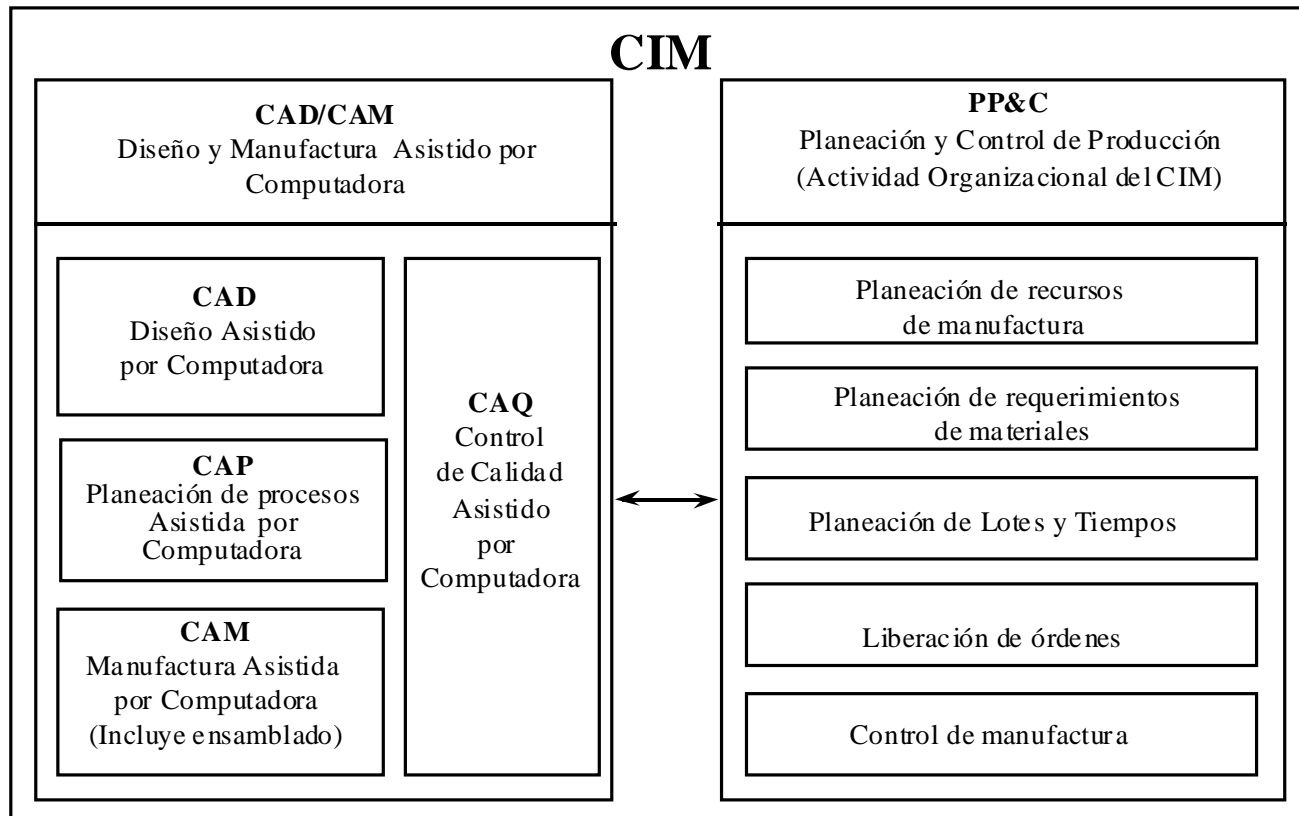 CIM
CAD/CAM
Diseño y Manufactura Asistido por
Computadora
CAD
Diseño Asistido
por Computadora
CAP
Planeación de procesos
Asistida por
Computadora
CAM
Manufactura Asistida
por Computadora
(Incluye ensamblado)
CAQ
Control
de Calidad
Asistido
por
Computadora
PP&C
Planeación y Control de Producción
(Actividad Organizacional del CIM)
Planeación de recursos
de manufactura
Planeación de requerimientos
de materiales
Planeación de Lotes y Tiempos
Liberación de órdenes
Control de manufactura